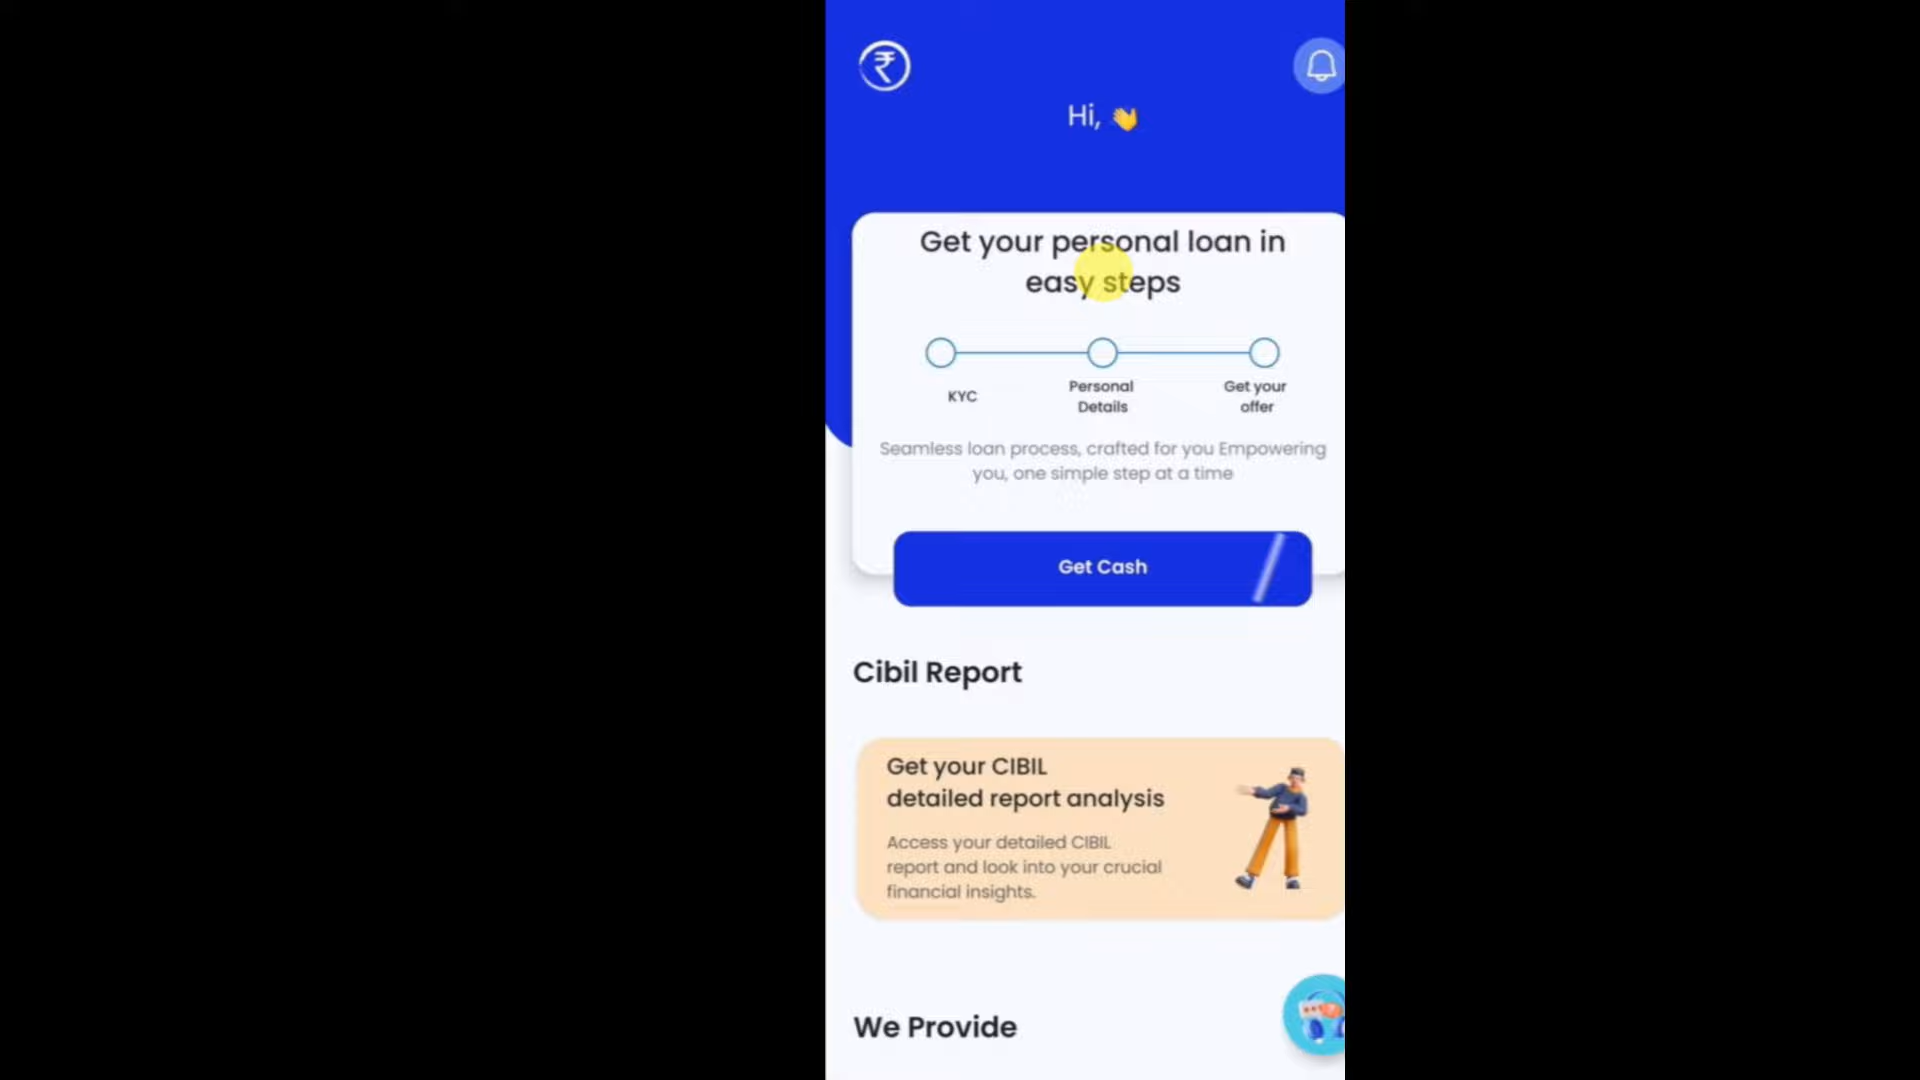 ₹
Hi, 👋
Get your personal loan in
easy steps
KYC
Personal
Details
Get your
offer
Seamless loan process, crafted for you Empowering
you, one simple step at a time
Get Cash
Cibil Report
Get your CIBIL
detailed report analysis
Access your detailed CIBIL
report and look into your crucial
financial insights.
We Provide